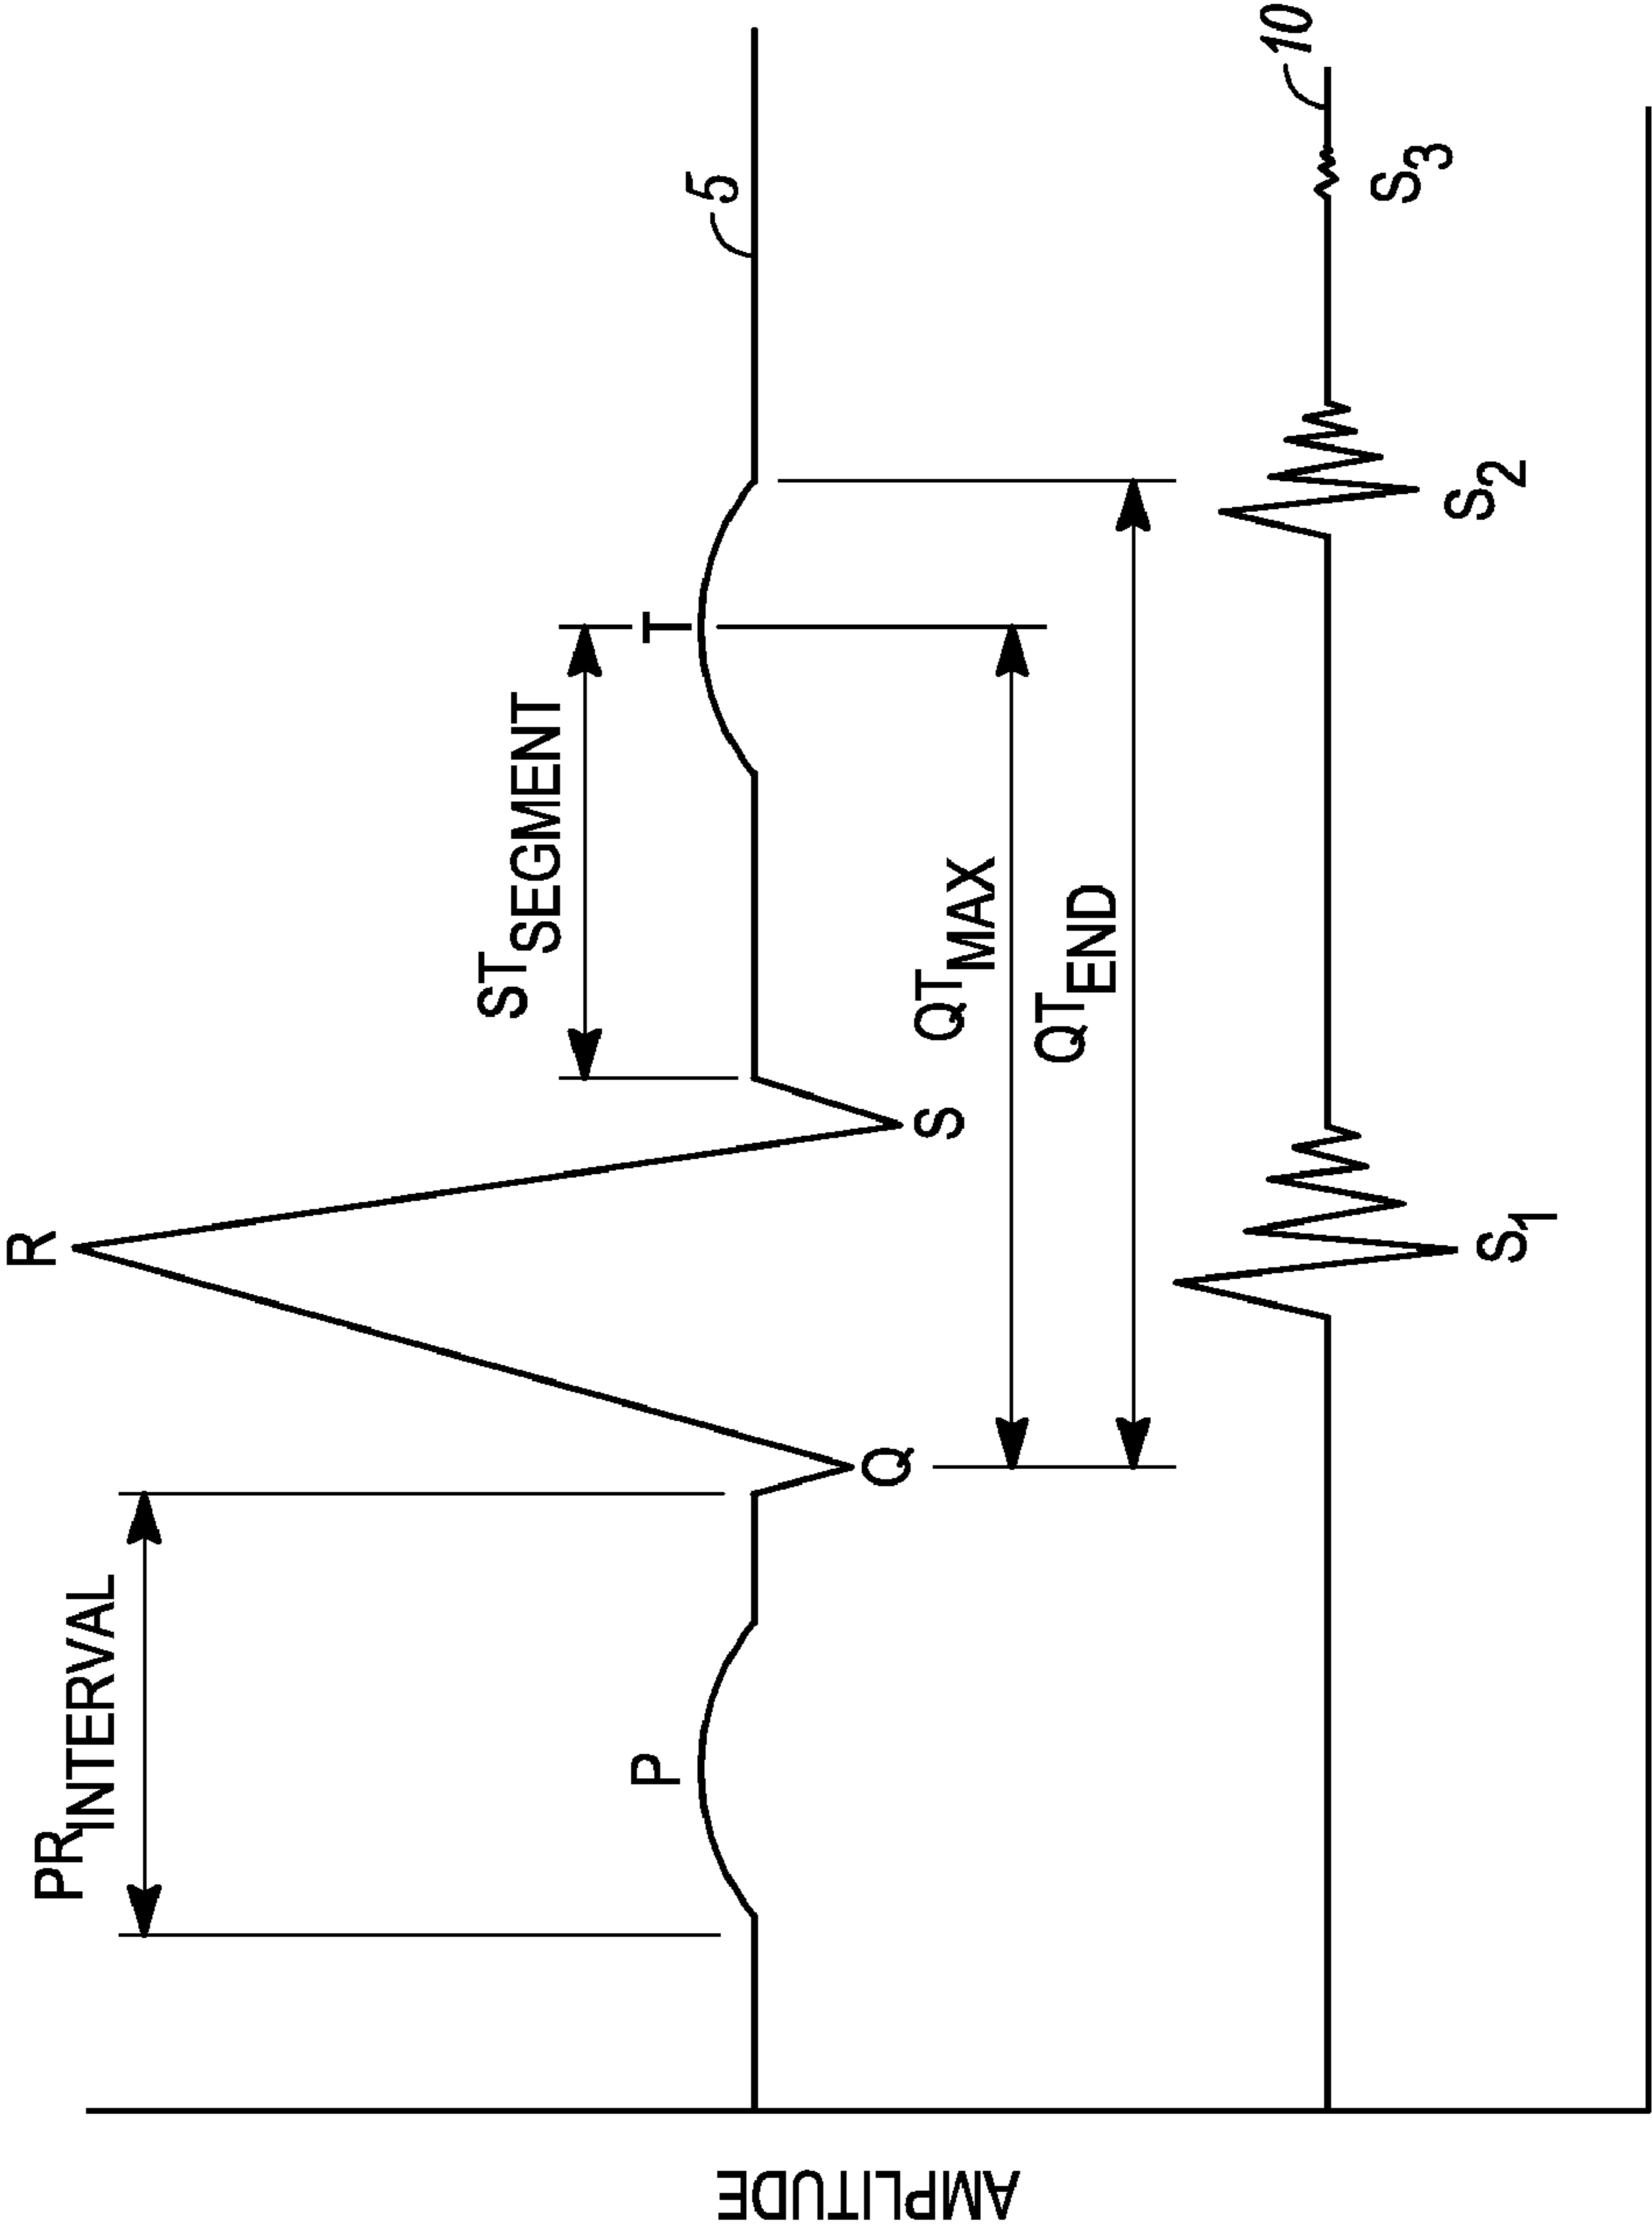 R
PR INTERVAL
ST SEGMENT
P
T
5
Q
S
QT MAX
QT END
10
S1
S2
S3
AMPLITUDE